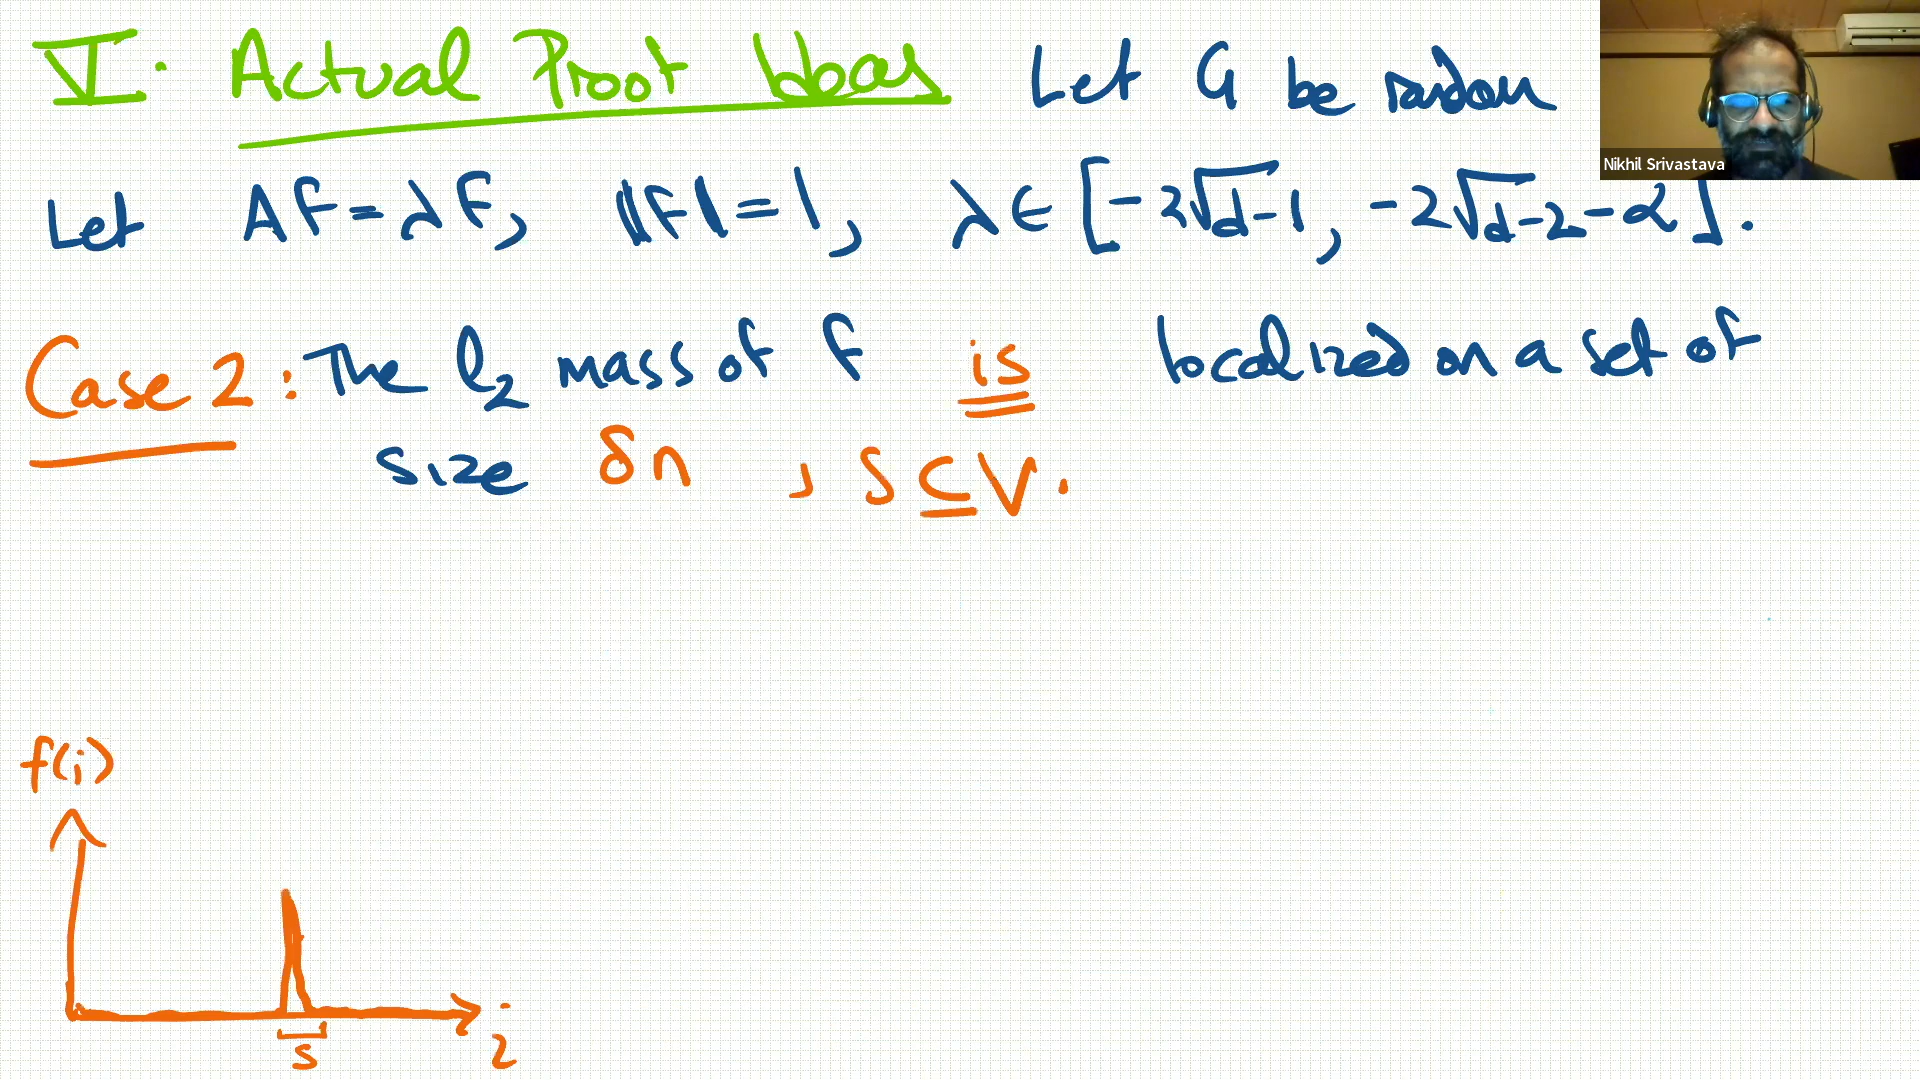 V. Actual Proof Ideas Let G be random
Nikhil Srivastava
Let Af = λf, ‖f‖ = 1, λ ∈ [-2√d-1, -2√d-2 - α].
Case 2: The l₂ mass of f is localized on a set of
size δn, S ⊆ V.
f(i)
S
i